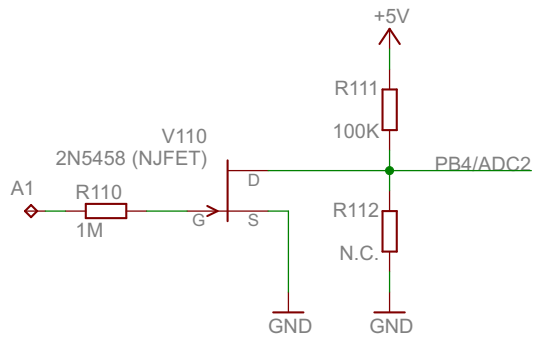 +5V
R111
100K
V110
2N5458 (NJFET)
PB4/ADC2
D
A1
R110
1M
G
S
R112
N.C.
GND
GND